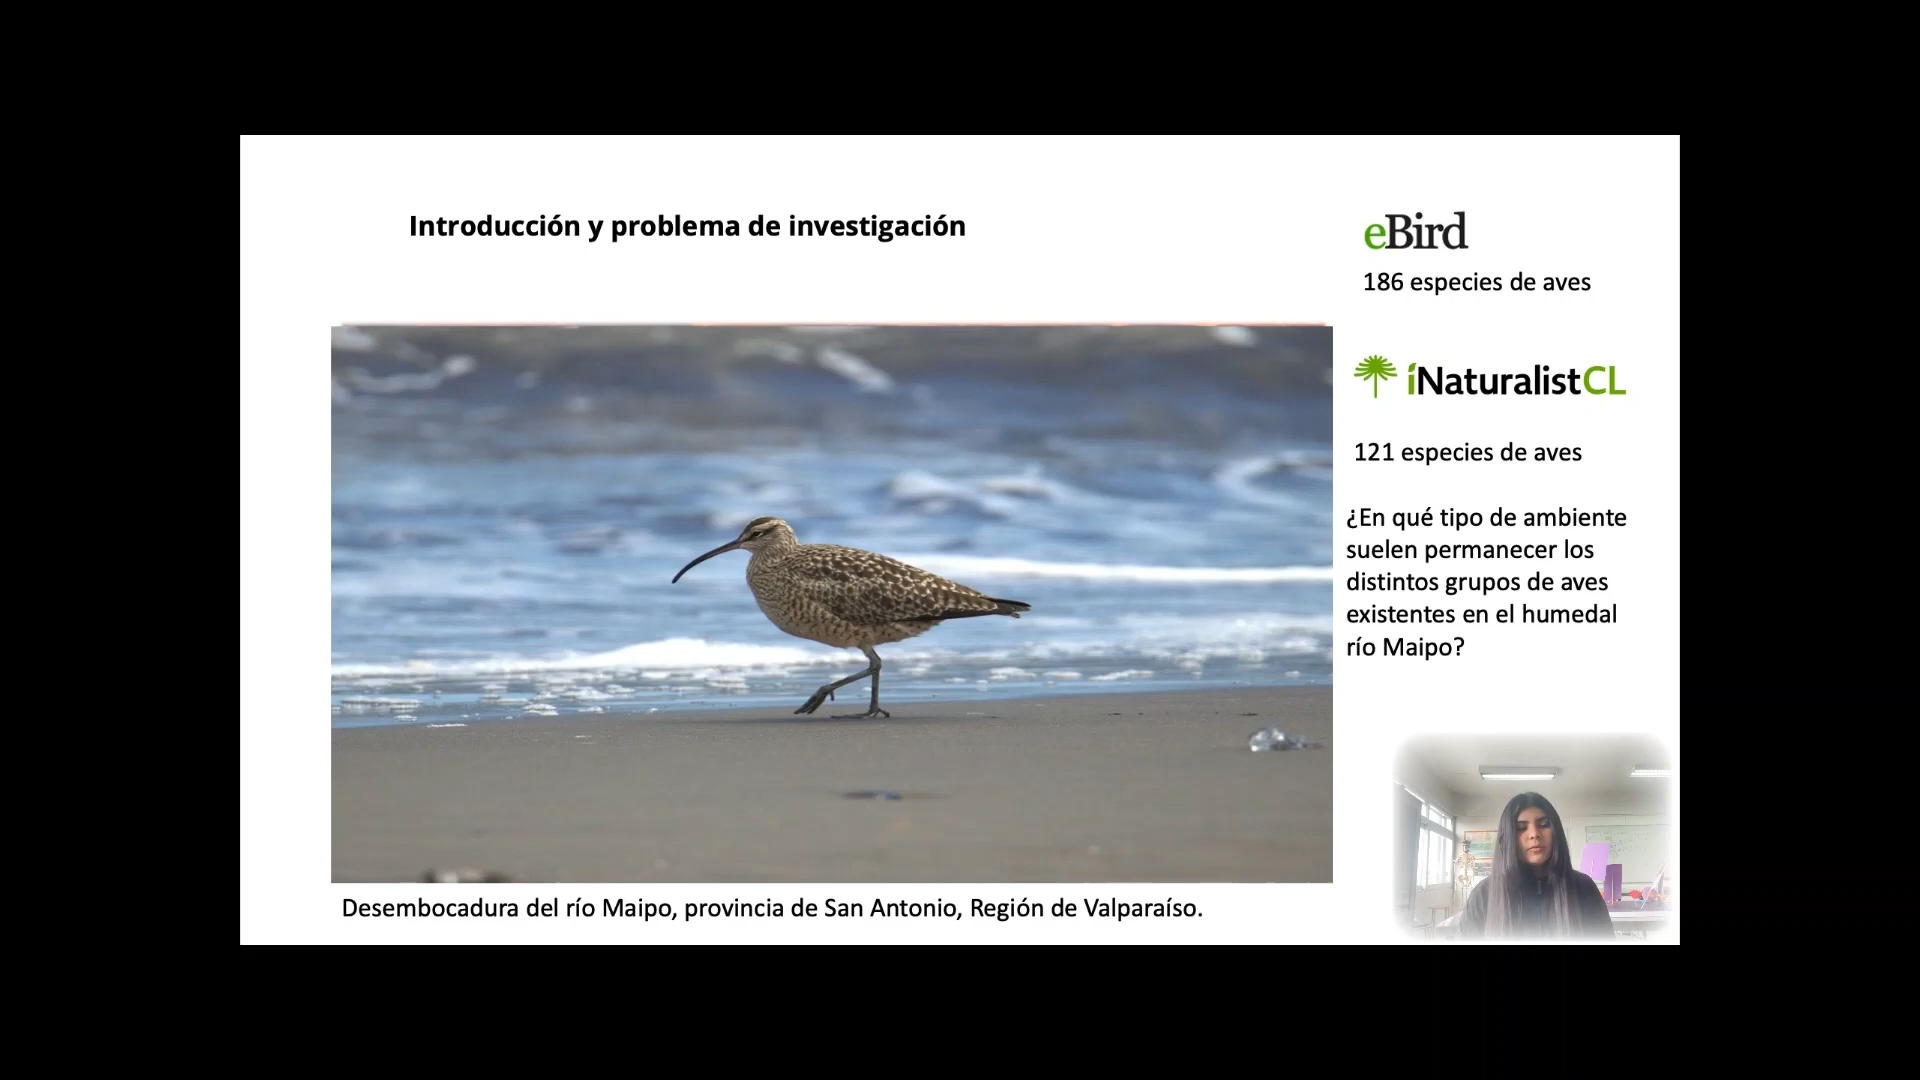 Introducción y problema de investigación
eBird
186 especies de aves
iNaturalistCL
121 especies de aves
¿En qué tipo de ambiente
suelen permanecer los
distintos grupos de aves
existentes en el humedal
río Maipo?
Desembocadura del río Maipo, provincia de San Antonio, Región de Valparaíso.